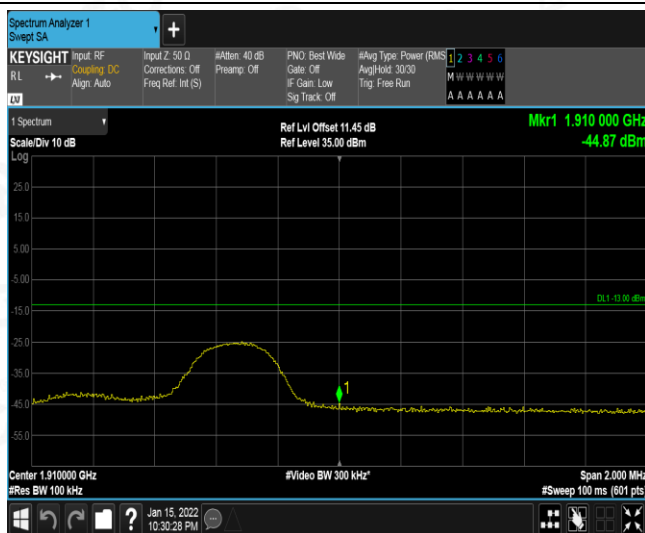 Spectrum Analyzer 1
Swept SA
+
KEYSIGHT Input: RF Input Z: 50 Ω #Atten: 40 dB PNO: Best Wide #Avg Type: Power (RMS 1 2 3 4 5 6
RL Coupling: DC Corrections: Off Preamp: Off Gate: Off Avg|Hold: 30/30 M W W W W W
Align: Auto Freq Ref: Int (S) IF Gain: Low Trig: Free Run
LXI Sig Track: Off A A A A A A
1 Spectrum Ref Lvl Offset 11.45 dB Mkr1 1.910 000 GHz
Scale/Div 10 dB Ref Level 35.00 dBm -44.87 dBm
Log
25.0
15.0
5.00
-5.00
DL1 -13.00 dBm
-15.0
-25.0
-35.0
1
-45.0
-55.0
Center 1.910000 GHz #Video BW 300 kHz* Span 2.000 MHz
#Res BW 100 kHz #Sweep 100 ms (601 pts)
? Jan 15, 2022
10:30:28 PM